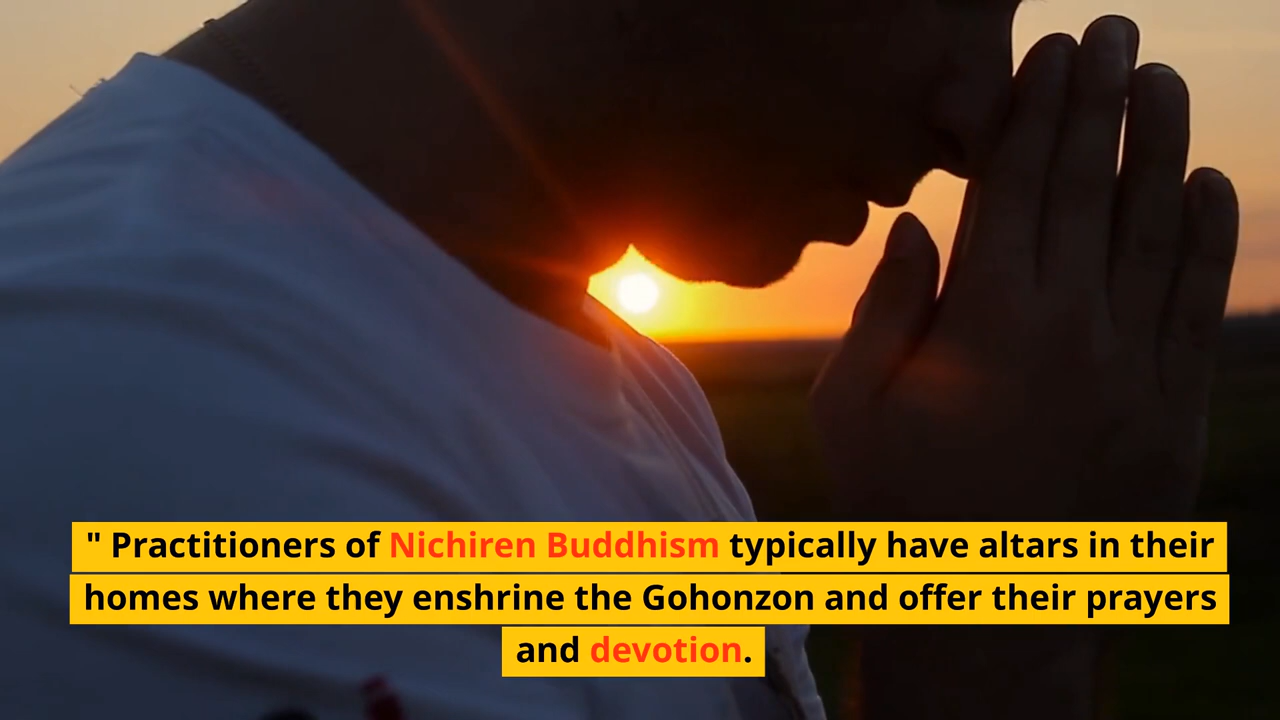 " Practitioners of Nichiren Buddhism typically have altars in their
homes where they enshrine the Gohonzon and offer their prayers
and devotion.